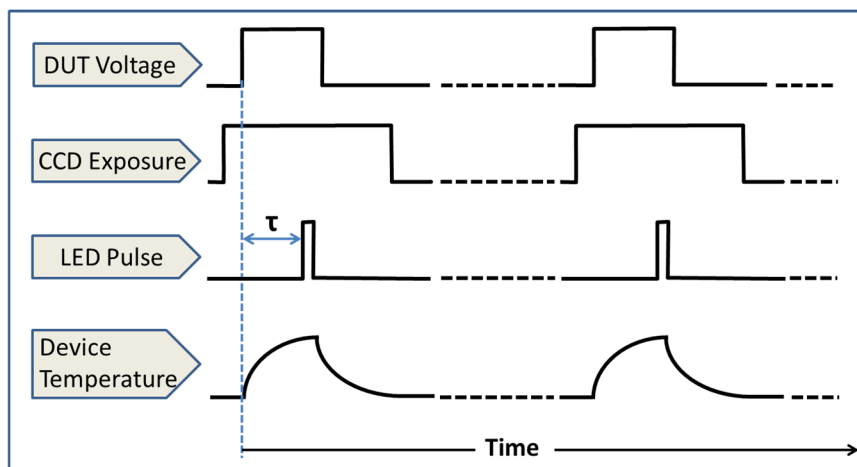 DUT Voltage
CCD Exposure
τ
LED Pulse
Device
Temperature
Time